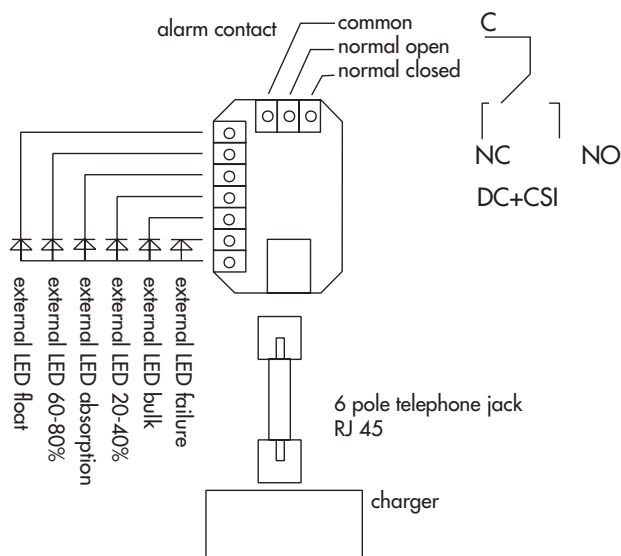 alarm contact
common
normal open
normal closed
C
NC
NO
DC+CSI
external LED float
external LED 60-80%
external LED absorption
external LED 20-40%
external LED bulk
external LED failure
6 pole telephone jack
RJ 45
charger